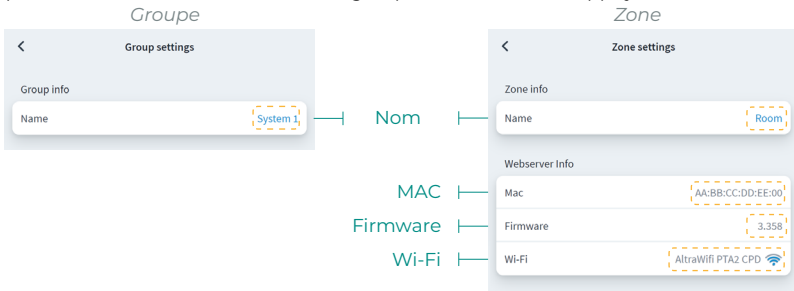 Groupe
Zone
Group settings
Group info
Name
System 1
Nom
MAC
Firmware
Wi-Fi
Zone settings
Zone info
Name
Room
Webserver Info
Mac
AA:BB:CC:DD:EE:00
Firmware
3.358
Wi-Fi
AltraWifi PTA2 CPD